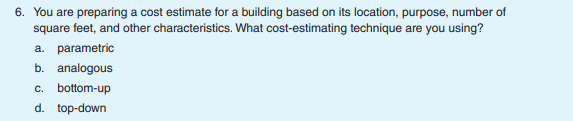 6. You are preparing a cost estimate for a building based on its location, purpose, number of
square feet, and other characteristics. What cost-estimating technique are you using?
a. parametric
b. analogous
c. bottom-up
d. top-down